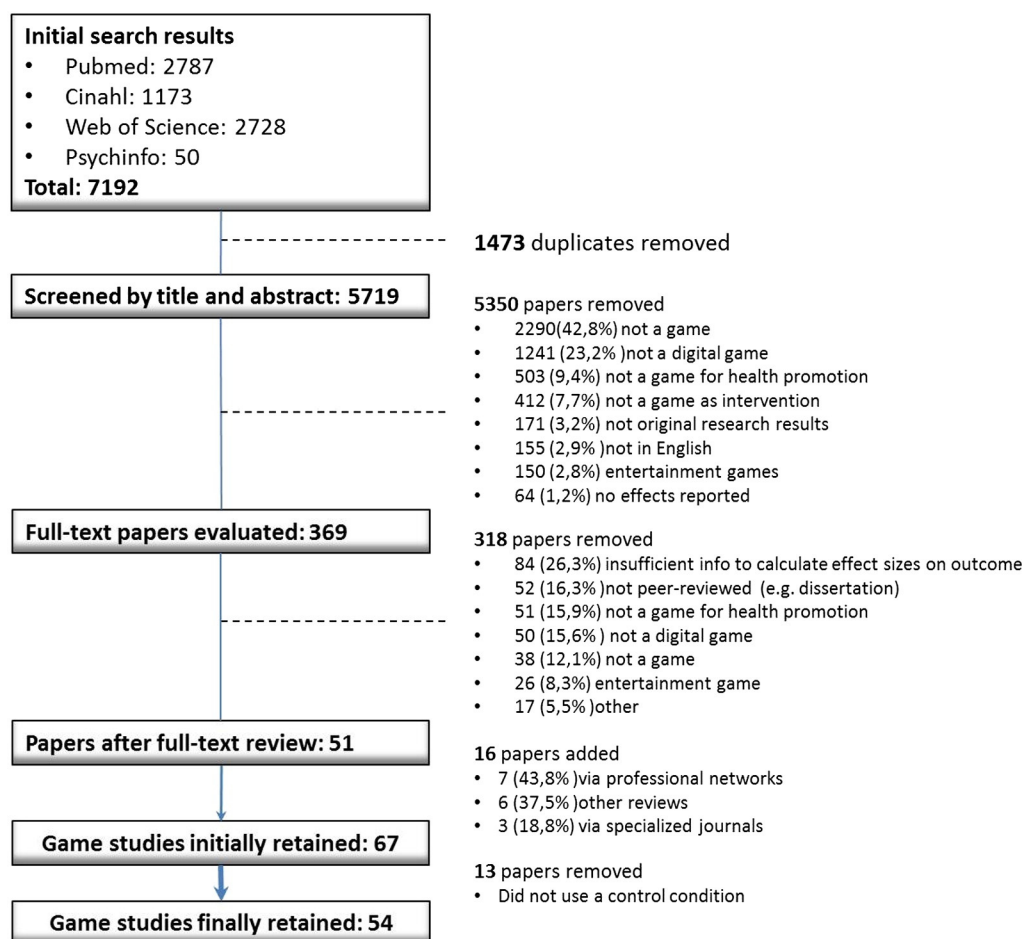 Initial search results
• Pubmed: 2787
• Cinahl: 1173
• Web of Science: 2728
• Psychinfo: 50
Total: 7192
1473 duplicates removed
Screened by title and abstract: 5719
5350 papers removed
• 2290(42,8%) not a game
• 1241 (23,2% )not a digital game
• 503 (9,4%) not a game for health promotion
• 412 (7,7%) not a game as intervention
• 171 (3,2%) not original research results
• 155 (2,9% )not in English
• 150 (2,8%) entertainment games
• 64 (1,2%) no effects reported
Full-text papers evaluated: 369
318 papers removed
• 84 (26,3%) insufficient info to calculate effect sizes on outcome
• 52 (16,3%)not peer-reviewed (e.g. dissertation)
• 51 (15,9%) not a game for health promotion
• 50 (15,6% ) not a digital game
• 38 (12,1%) not a game
• 26 (8,3%) entertainment game
• 17 (5,5% )other
Papers after full-text review: 51
16 papers added
• 7 (43,8% )via professional networks
• 6 (37,5% )other reviews
• 3 (18,8%) via specialized journals
Game studies initially retained: 67
13 papers removed
• Did not use a control condition
Game studies finally retained: 54